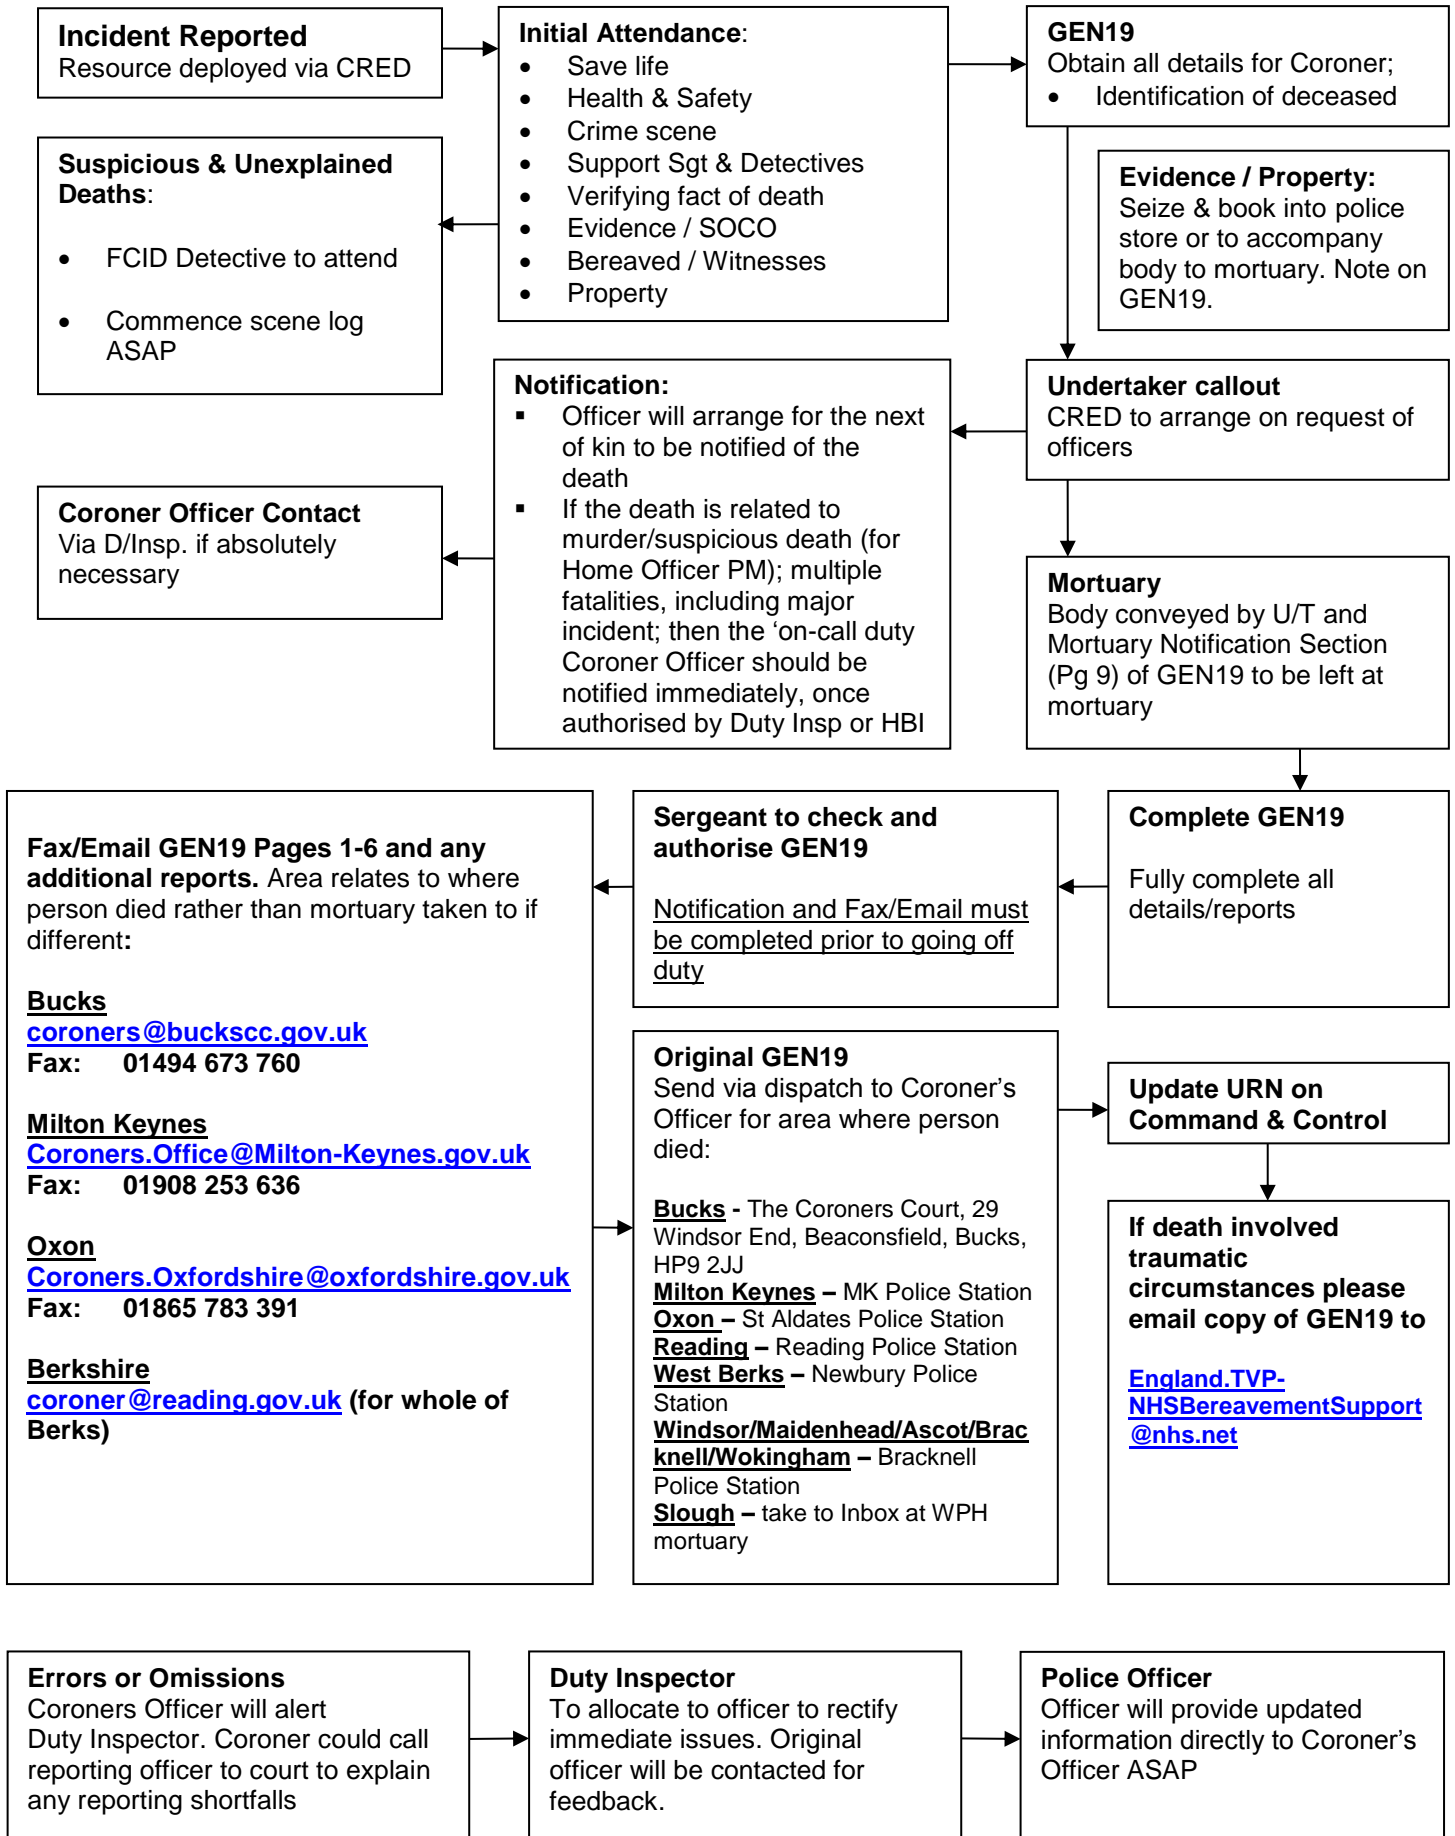 Incident Reported
Resource deployed via CRED
Initial Attendance:
• Save life
• Health & Safety
• Crime scene
• Support Sgt & Detectives
• Verifying fact of death
• Evidence / SOCO
• Bereaved / Witnesses
• Property
GEN19
Obtain all details for Coroner;
• Identification of deceased
Suspicious & Unexplained
Deaths:
• FCID Detective to attend
• Commence scene log
ASAP
Evidence / Property:
Seize & book into police
store or to accompany
body to mortuary. Note on
GEN19.
Undertaker callout
CRED to arrange on request of
officers
Notification:
▪ Officer will arrange for the next
of kin to be notified of the
death
▪ If the death is related to
murder/suspicious death (for
Home Officer PM); multiple
fatalities, including major
incident; then the ‘on-call duty
Coroner Officer should be
notified immediately, once
authorised by Duty Insp or HBI
Coroner Officer Contact
Via D/Insp. if absolutely
necessary
Mortuary
Body conveyed by U/T and
Mortuary Notification Section
(Pg 9) of GEN19 to be left at
mortuary
Complete GEN19
Fully complete all
details/reports
Sergeant to check and
authorise GEN19
Notification and Fax/Email must
be completed prior to going off
duty
Fax/Email GEN19 Pages 1-6 and any
additional reports. Area relates to where
person died rather than mortuary taken to if
different:
Bucks
coroners@buckscc.gov.uk
Fax: 01494 673 760
Milton Keynes
Coroners.Office@Milton-Keynes.gov.uk
Fax: 01908 253 636
Oxon
Coroners.Oxfordshire@oxfordshire.gov.uk
Fax: 01865 783 391
Berkshire
coroner@reading.gov.uk (for whole of
Berks)
Original GEN19
Send via dispatch to Coroner’s
Officer for area where person
died:
Bucks - The Coroners Court, 29
Windsor End, Beaconsfield, Bucks,
HP9 2JJ
Milton Keynes – MK Police Station
Oxon – St Aldates Police Station
Reading – Reading Police Station
West Berks – Newbury Police
Station
Windsor/Maidenhead/Ascot/Brac
knell/Wokingham – Bracknell
Police Station
Slough – take to Inbox at WPH
mortuary
Update URN on
Command & Control
If death involved
traumatic
circumstances please
email copy of GEN19 to
England.TVP-
NHSBereavementSupport
@nhs.net
Errors or Omissions
Coroners Officer will alert
Duty Inspector. Coroner could call
reporting officer to court to explain
any reporting shortfalls
Duty Inspector
To allocate to officer to rectify
immediate issues. Original
officer will be contacted for
feedback.
Police Officer
Officer will provide updated
information directly to Coroner’s
Officer ASAP